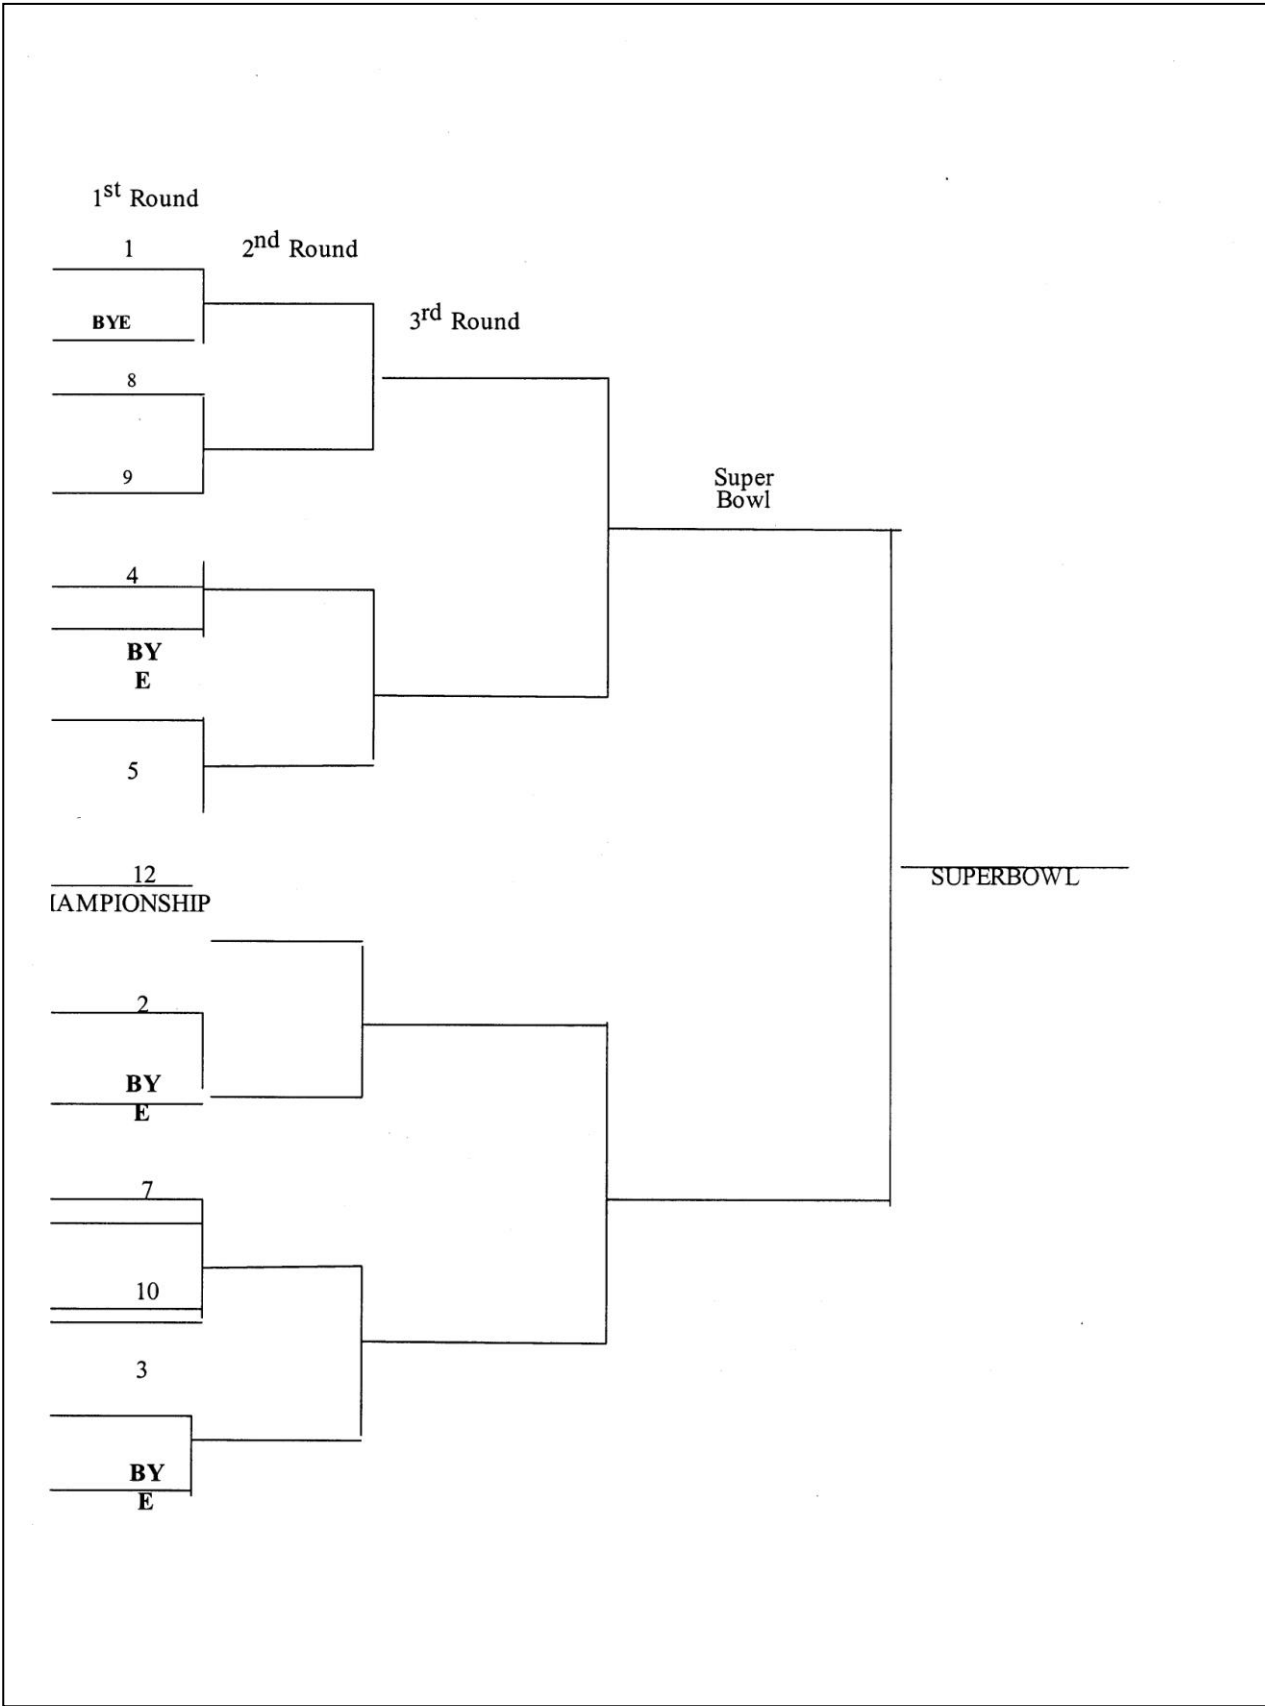 1st Round
1
2nd Round
BYE
3rd Round
8
9
Super
Bowl
4
BY
E
5
12
SUPERBOWL
IAMPIONSHIP
2
BY
E
7
10
3
BY
E